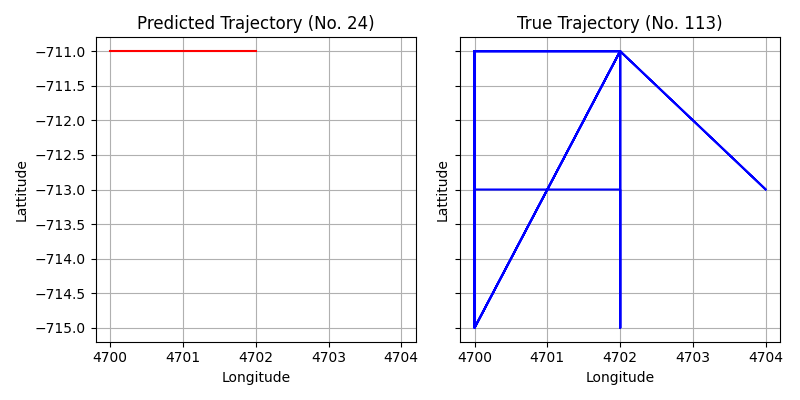 Predicted Trajectory (No. 24)
−711.0
−711.5
−712.0
−712.5
−713.0
−713.5
−714.0
−714.5
−715.0
Lattitude
4700 4701 4702 4703 4704
Longitude
True Trajectory (No. 113)
Lattitude
4700 4701 4702 4703 4704
Longitude